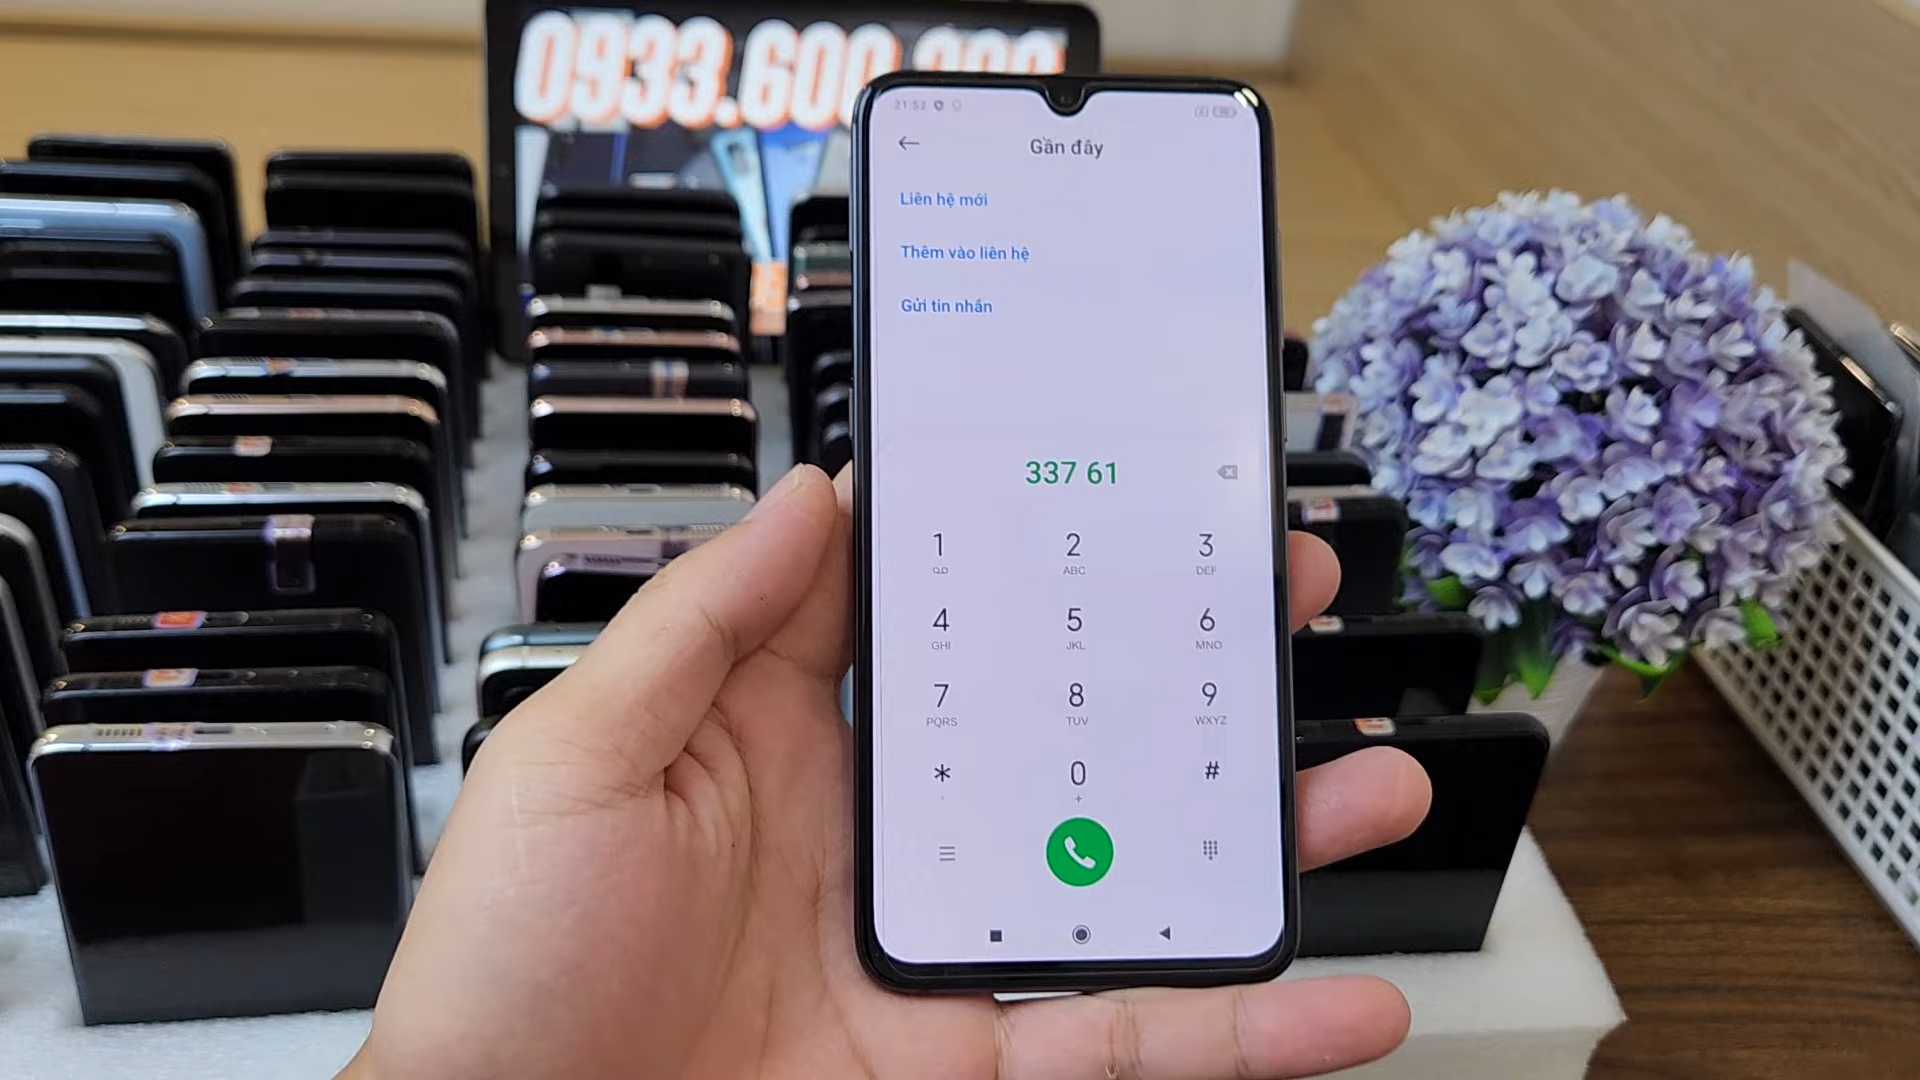 0933.600.
21:52
Gần đây
Liên hệ mới
Thêm vào liên hệ
Gửi tin nhắn
337 61
1 2 3
ABC DEF
4 5 6
GHI JKL MNO
7 8 9
PQRS TUV WXYZ
* 0 #
, +